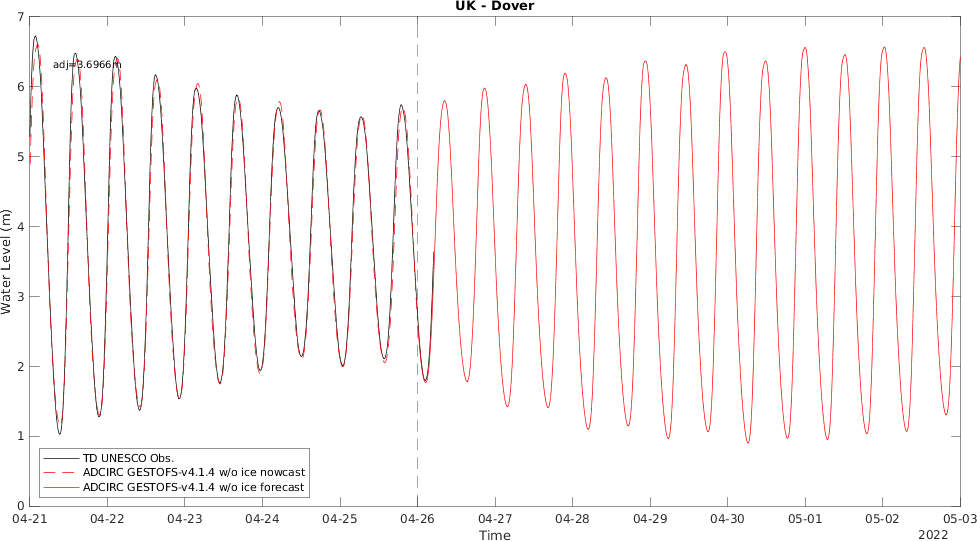 UK - Dover
7
adj=3.6966m
6
5
4
3
2
1
0
Water Level (m)
TD UNESCO Obs.
ADCIRC GESTOFS-v4.1.4 w/o ice nowcast
ADCIRC GESTOFS-v4.1.4 w/o ice forecast
04-21 04-22 04-23 04-24 04-25 04-26 04-27 04-28 04-29 04-30 05-01 05-02 05-03
Time
2022